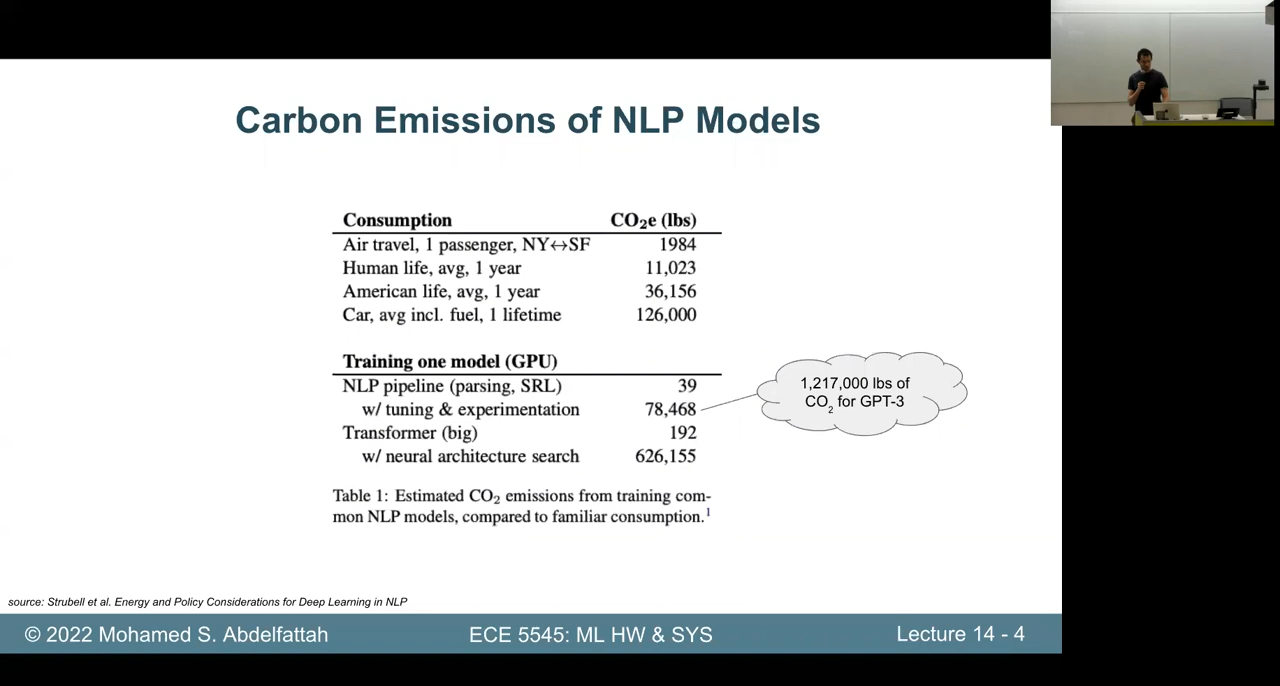 Carbon Emissions of NLP Models
Consumption CO₂e (lbs)
Air travel, 1 passenger, NY↔SF 1984
Human life, avg, 1 year 11,023
American life, avg, 1 year 36,156
Car, avg incl. fuel, 1 lifetime 126,000
Training one model (GPU)
NLP pipeline (parsing, SRL) 39
w/ tuning & experimentation 78,468
Transformer (big) 192
w/ neural architecture search 626,155
1,217,000 lbs of
CO₂ for GPT-3
Table 1: Estimated CO₂ emissions from training com-
mon NLP models, compared to familiar consumption.¹
source: Strubell et al. Energy and Policy Considerations for Deep Learning in NLP
© 2022 Mohamed S. Abdelfattah ECE 5545: ML HW & SYS Lecture 14 - 4